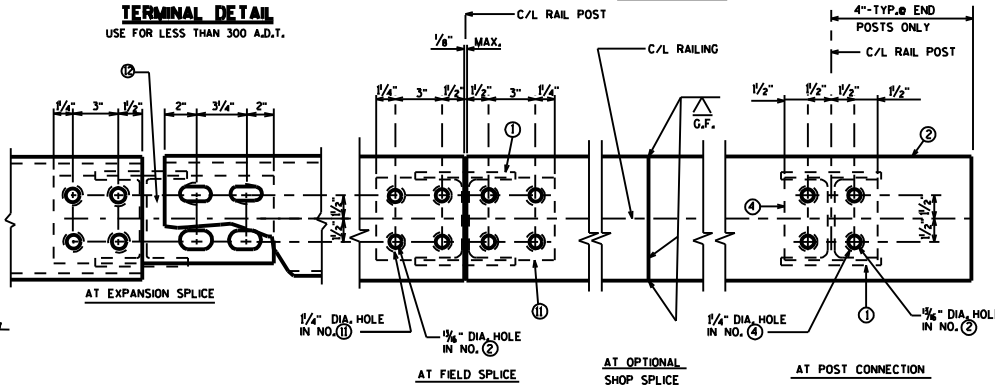 TERMINAL DETAIL
USE FOR LESS THAN 300 A.D.T.
C/L RAIL POST
4"-TYP.@ END
POSTS ONLY
1/8" MAX.
C/L RAILING
C/L RAIL POST
12
1 1/4" 3" 1 1/2" 2" 3 1/4" 2"
1 1/4" 3" 1 1/2" 1 1/2" 3" 1 1/4"
1 1/2" 1 1/2" 1 1/2"
G.F.
1
2
4
1 1/2" 1 1/2"
1 1/2" 1 1/2"
AT EXPANSION SPLICE
11
1
1 1/4" DIA. HOLE
IN NO. 11
13/16" DIA. HOLE
IN NO. 2
1 1/4" DIA. HOLE
IN NO. 4
13/16" DIA. HOLE
IN NO. 2
AT FIELD SPLICE
AT OPTIONAL
SHOP SPLICE
AT POST CONNECTION